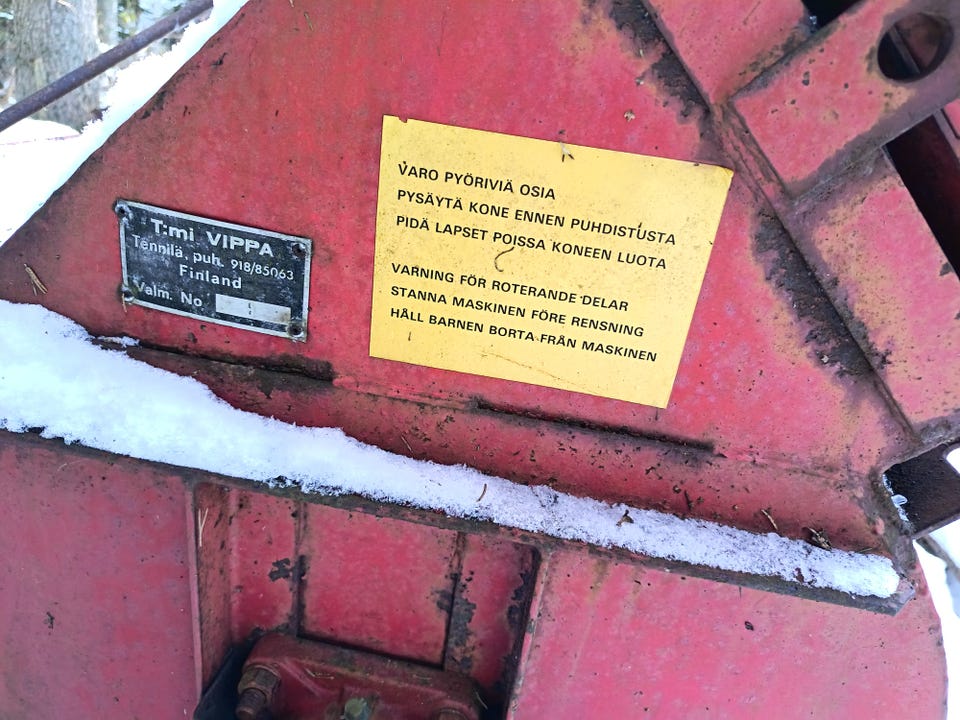 T:mi VIPPA
Tennilä, puh. 918/85063
Finland
Valm. No
VARO PYÖRIVIÄ OSIA
PYSÄYTÄ KONE ENNEN PUHDISTUSTA
PIDÄ LAPSET POISSA KONEEN LUOTA
VARNING FÖR ROTERANDE DELAR
STANNA MASKINEN FÖRE RENSNING
HÅLL BARNEN BORTA FRÅN MASKINEN